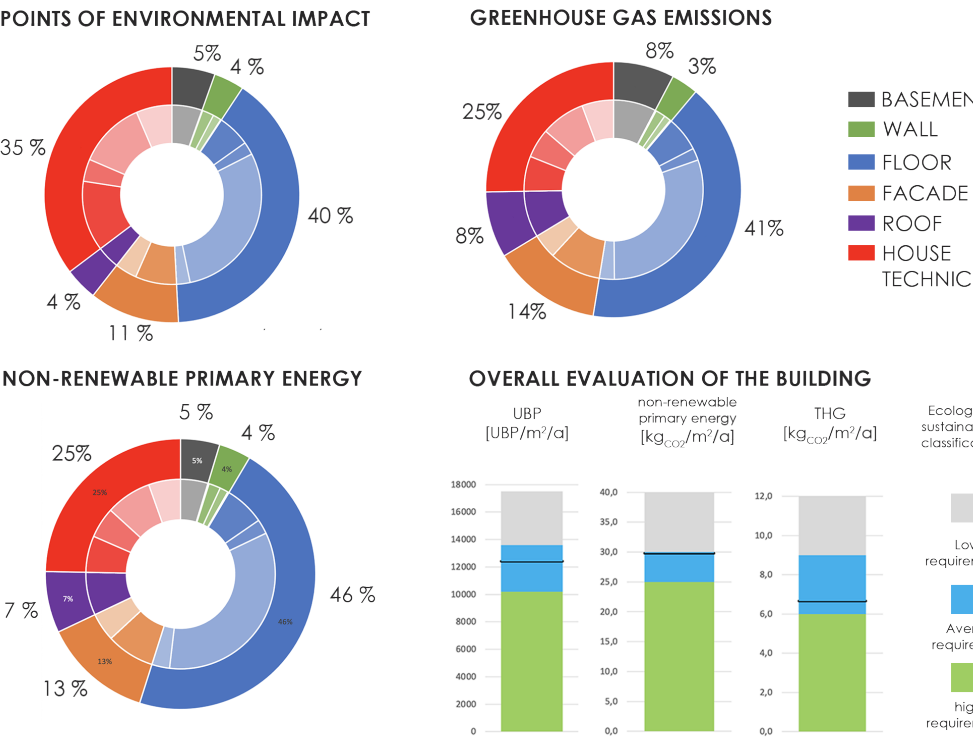 POINTS OF ENVIRONMENTAL IMPACT
5%
4 %
35 %
40 %
4 %
11 %
GREENHOUSE GAS EMISSIONS
8%
3%
25%
41%
8%
14%
BASEMEN
WALL
FLOOR
FACADE
ROOF
HOUSE
TECHNIC
NON-RENEWABLE PRIMARY ENERGY
5 %
4 %
25%
5%
4%
25%
7 %
7%
46 %
46%
13%
13 %
OVERALL EVALUATION OF THE BUILDING
UBP
[UBP/m²/a]
18000
16000
14000
12000
10000
8000
6000
4000
2000
0
non-renewable
primary energy
[kgCO2/m²/a]
40,0
35,0
30,0
25,0
20,0
15,0
10,0
5,0
0,0
THG
[kgCO2/m²/a]
12,0
10,0
8,0
6,0
4,0
2,0
0,0
Ecolog
sustaina
classifica
Low
requirem
Aver
require
hig
requirem